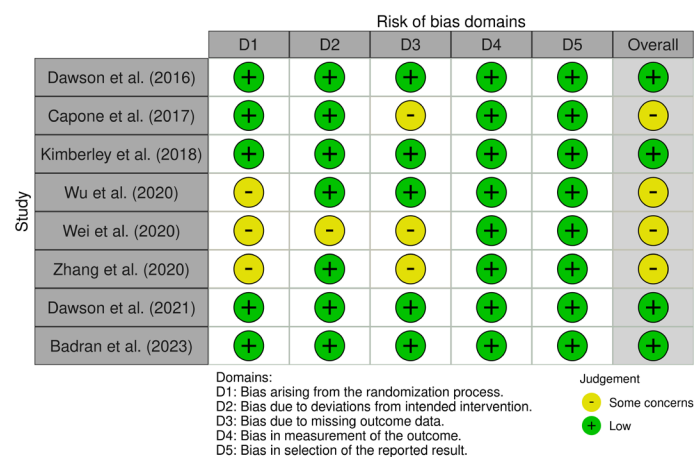 Risk of bias domains
D1 D2 D3 D4 D5 Overall
Study
Dawson et al. (2016) + + + + + +
Capone et al. (2017) + + - + + -
Kimberley et al. (2018) + + + + + +
Wu et al. (2020) - + + + + -
Wei et al. (2020) - - - + + -
Zhang et al. (2020) - + - + + -
Dawson et al. (2021) + + + + + +
Badran et al. (2023) + + + + + +
Domains:
D1: Bias arising from the randomization process.
D2: Bias due to deviations from intended intervention.
D3: Bias due to missing outcome data.
D4: Bias in measurement of the outcome.
D5: Bias in selection of the reported result.
Judgement
- Some concerns
+ Low